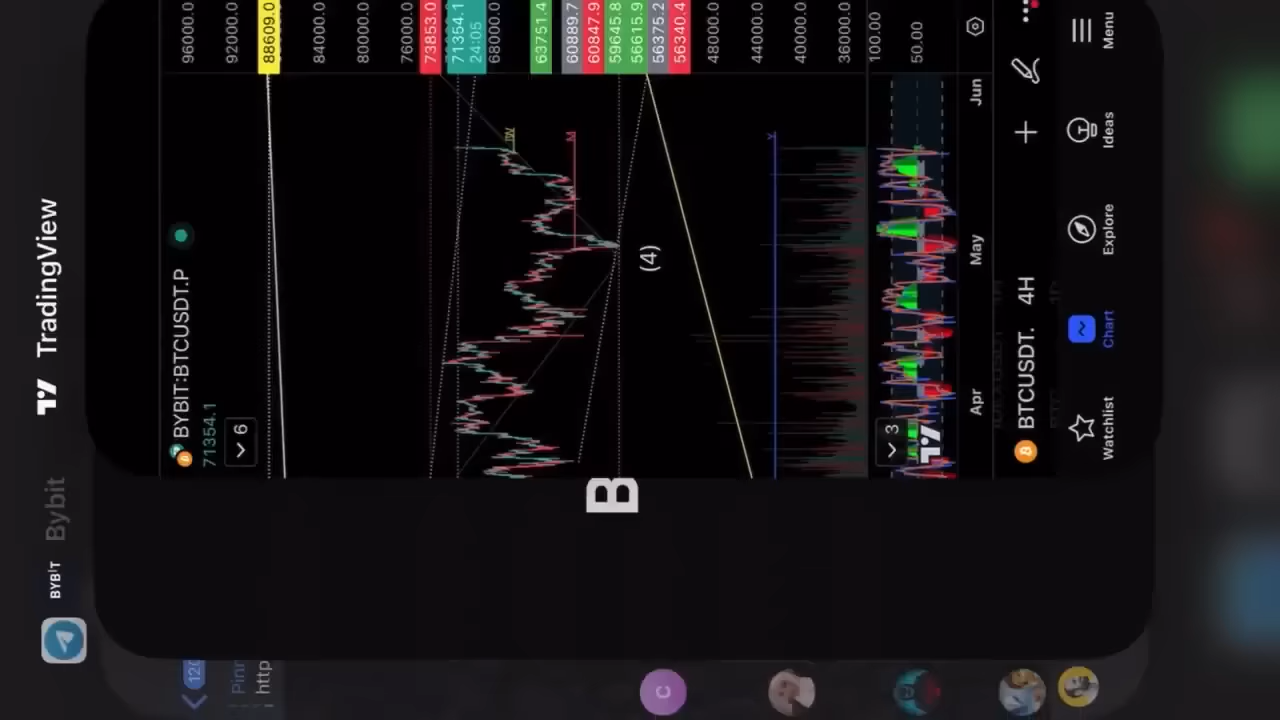 TradingView
BYBIT
Bybit
BYBIT:BTCUSDT.P
71354.1
6
96000.0
92000.0
88609.0
84000.0
80000.0
76000.0
73853.0
71354.1
24:05
68000.0
63751.4
60889.7
60847.9
59645.8
56615.9
56375.2
56340.4
48000.0
44000.0
40000.0
36000.0
100.00
50.00
W
M
Y
(4)
3
Apr
May
Jun
B
BTCUSDT.
4H
Watchlist
Chart
Explore
Ideas
Menu
120
Pinn
http
C